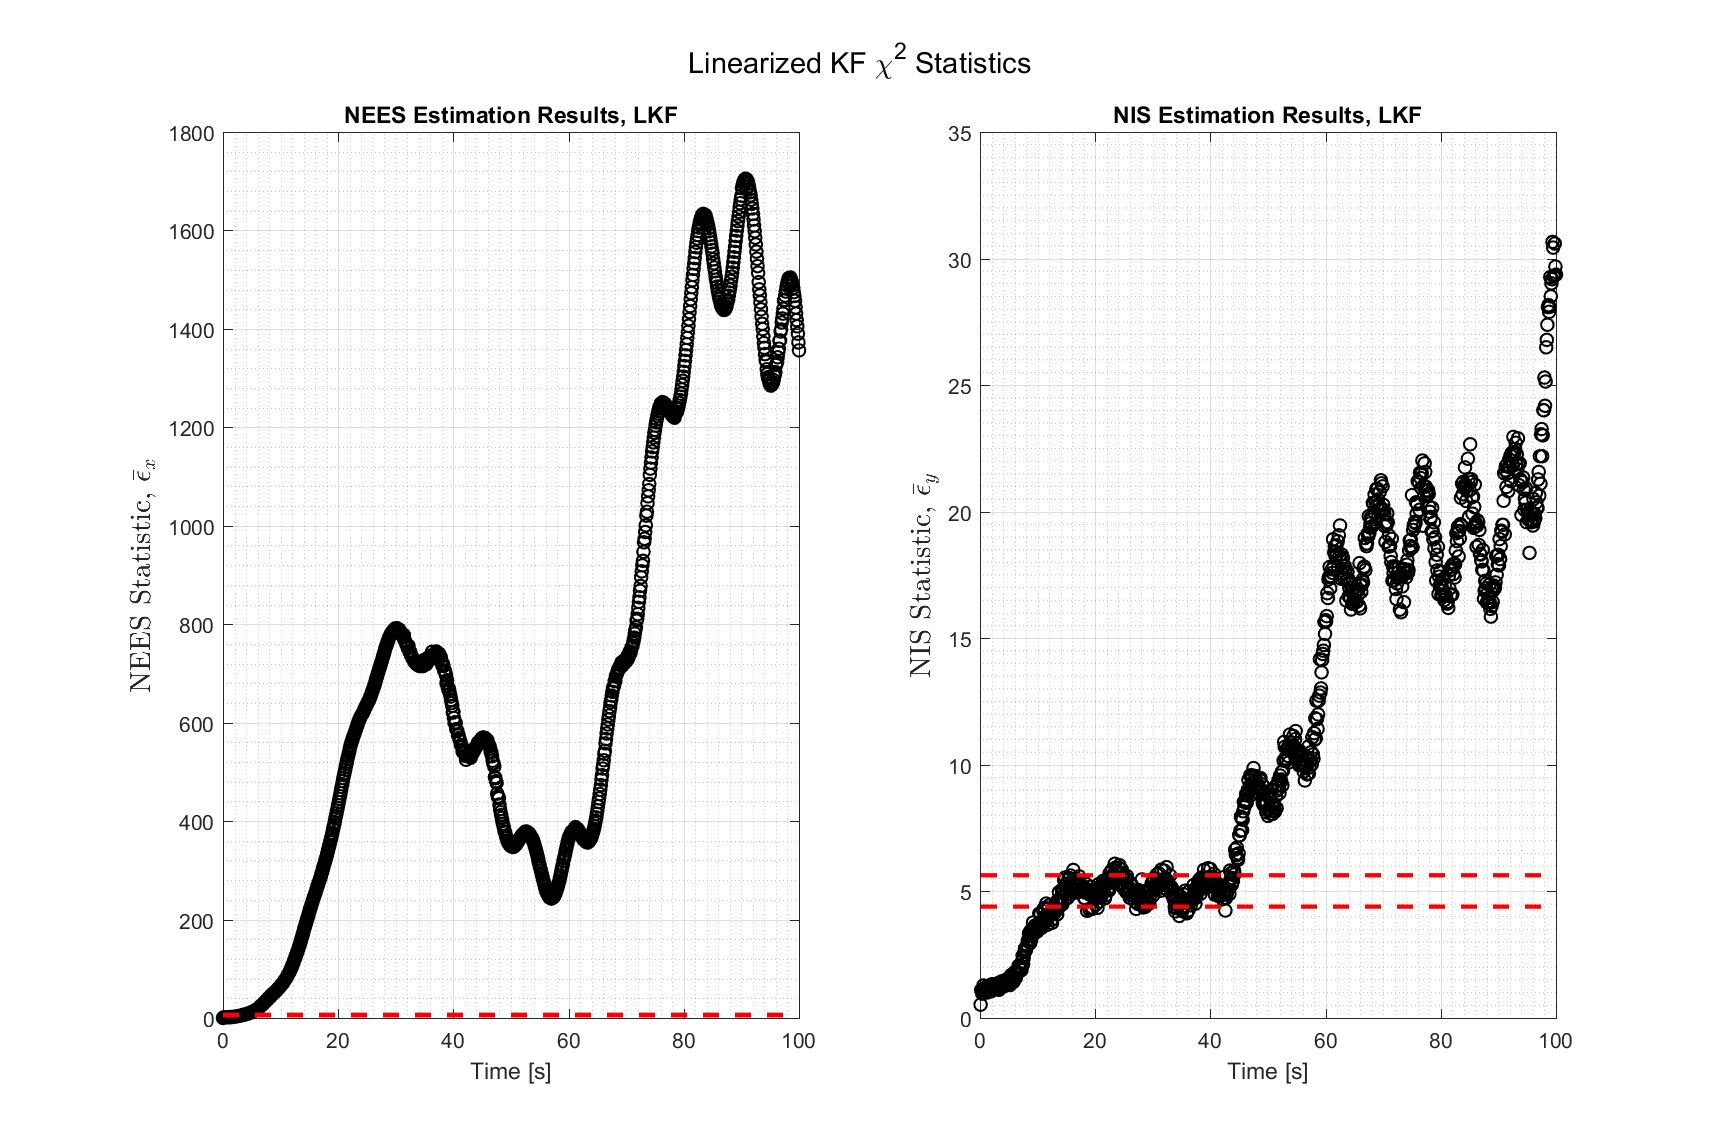 Linearized KF χ² Statistics
NEES Estimation Results, LKF
1800
1600
1400
1200
1000
800
600
400
200
0
0 20 40 60 80 100
Time [s]
NEES Statistic, ϵ̄ₓ
NIS Estimation Results, LKF
35
30
25
20
15
10
5
0
0 20 40 60 80 100
Time [s]
NIS Statistic, ϵ̄_y